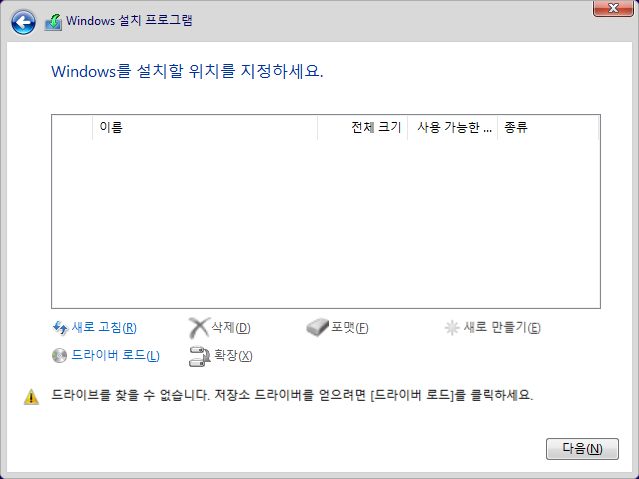 Windows 설치 프로그램
Windows를 설치할 위치를 지정하세요.
이름 전체 크기 사용 가능한 ... 종류
새로 고침(R) 삭제(D) 포맷(F) 새로 만들기(E)
드라이버 로드(L) 확장(X)
드라이브를 찾을 수 없습니다. 저장소 드라이버를 얻으려면 [드라이버 로드]를 클릭하세요.
다음(N)